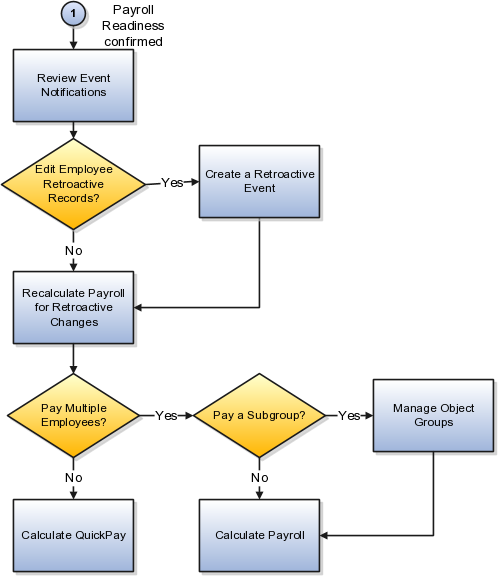 1
Payroll
Readiness
confirmed
Review Event
Notifications
Edit Employee
Retroactive
Records?
Yes
Create a Retroactive
Event
No
Recalculate Payroll
for Retroactive
Changes
Pay Multiple
Employees?
Yes
Pay a Subgroup?
Yes
Manage Object
Groups
No
No
Calculate QuickPay
Calculate Payroll